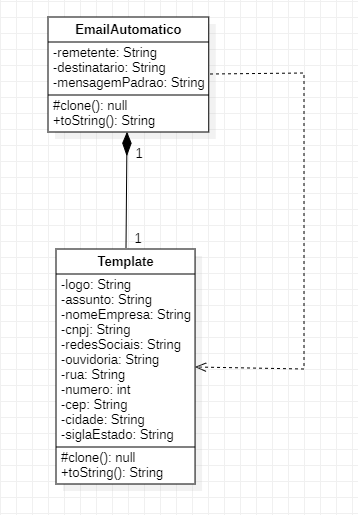 EmailAutomatico
-remetente: String
-destinatario: String
-mensagemPadrao: String
#clone(): null
+toString(): String
1
1
Template
-logo: String
-assunto: String
-nomeEmpresa: String
-cnpj: String
-redesSociais: String
-ouvidoria: String
-rua: String
-numero: int
-cep: String
-cidade: String
-siglaEstado: String
#clone(): null
+toString(): String